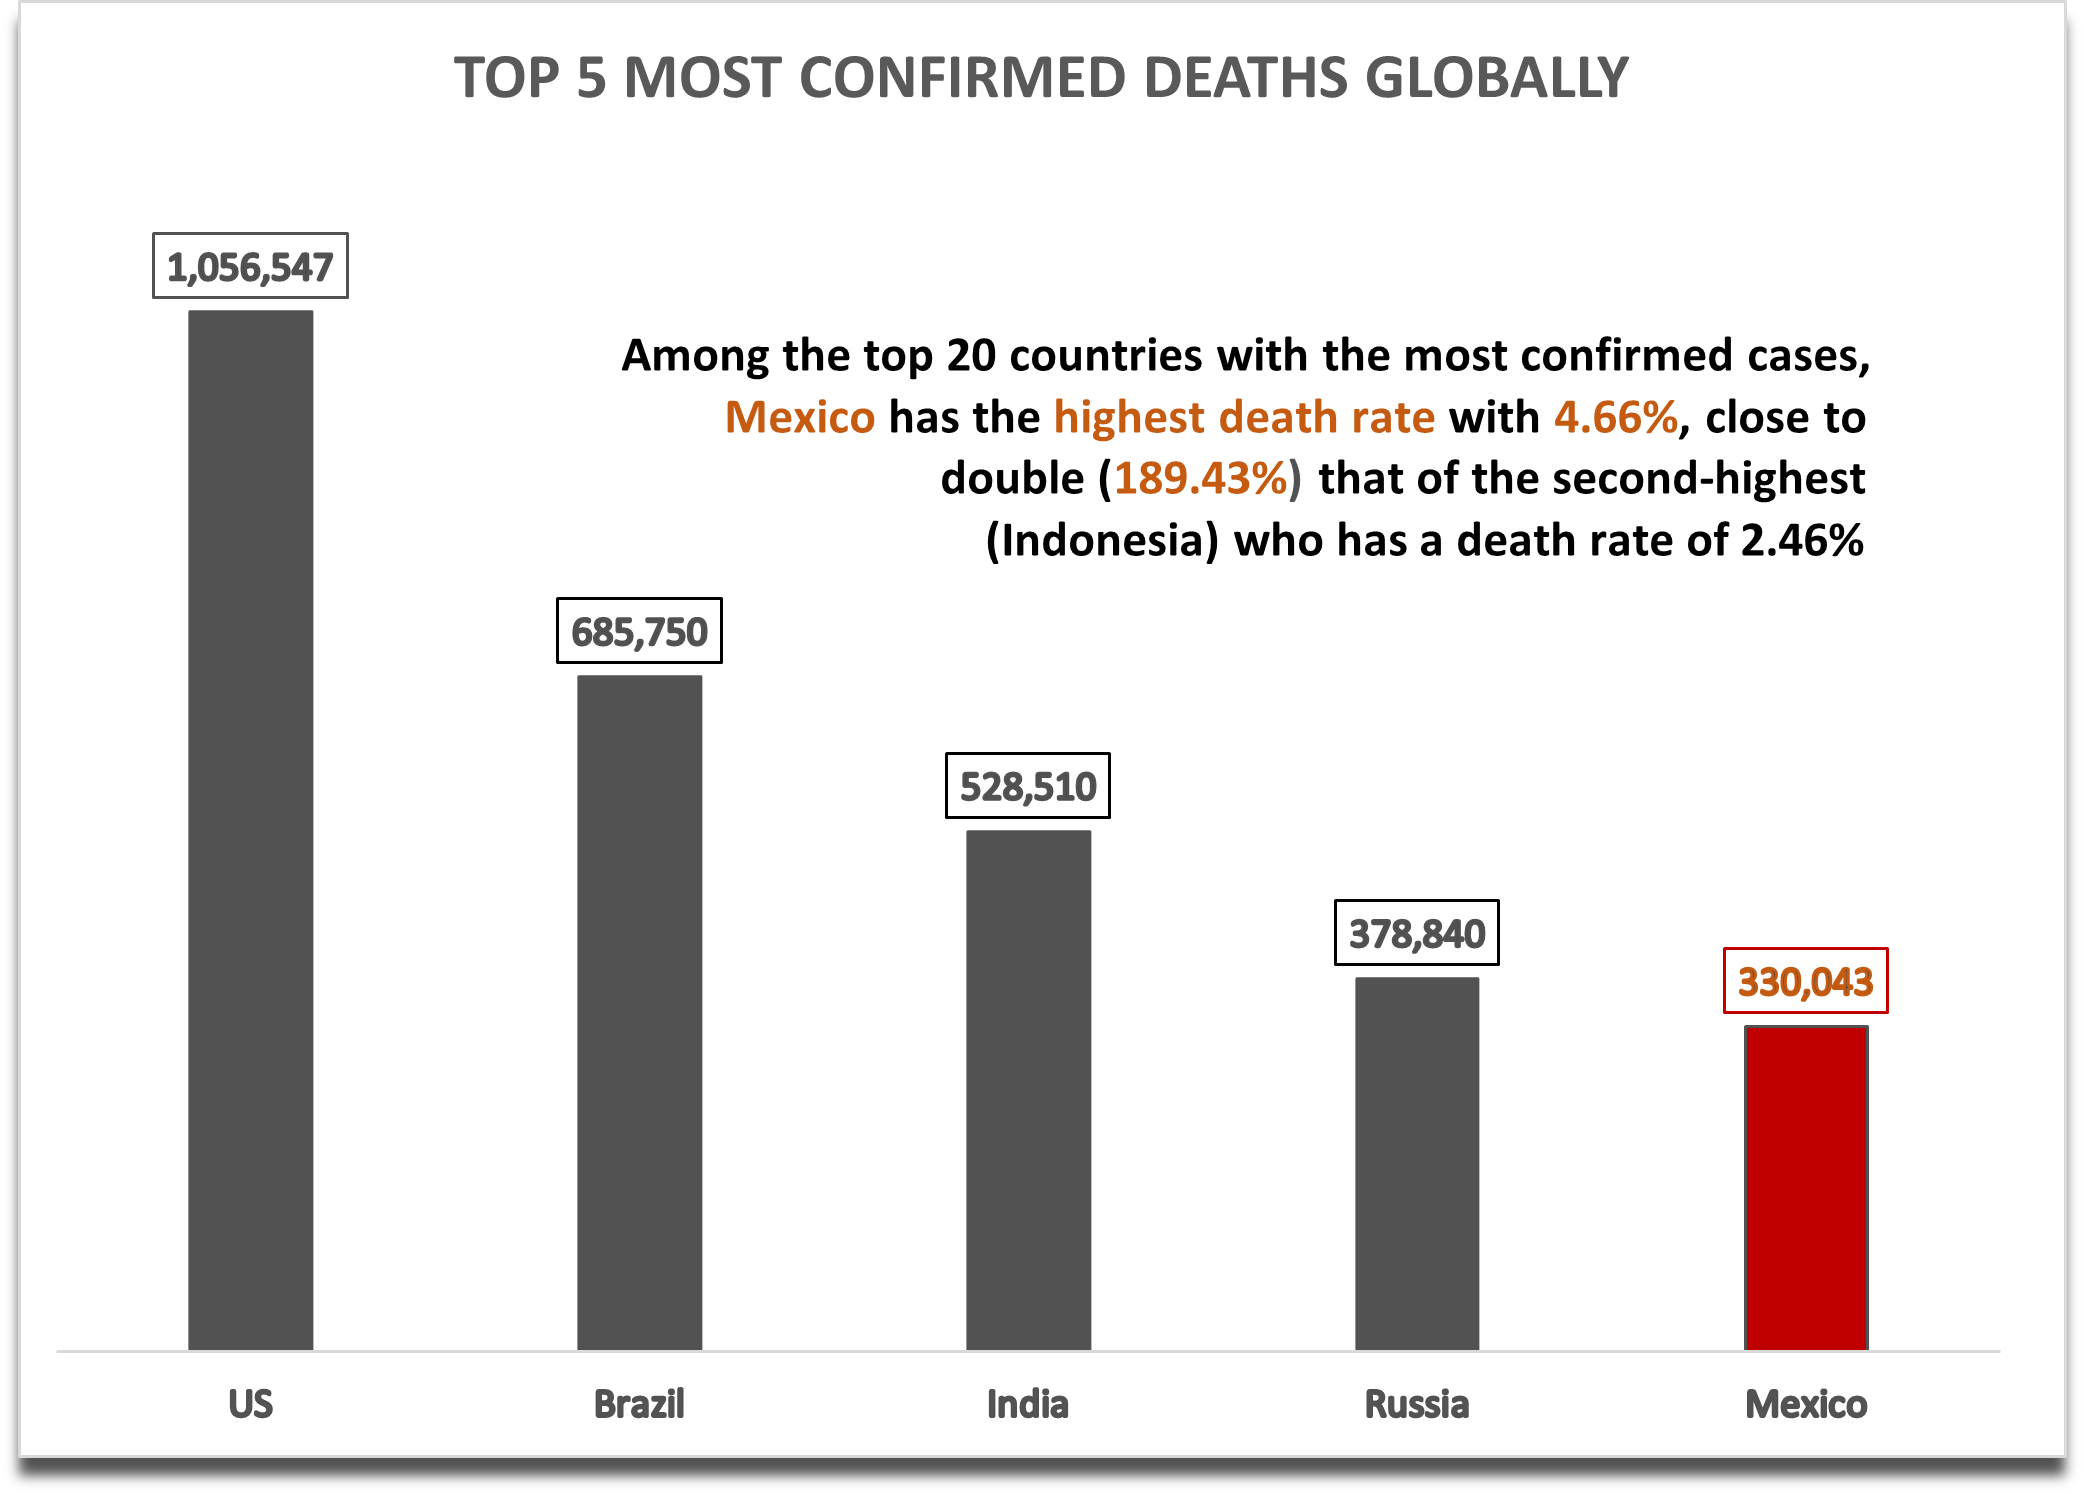 TOP 5 MOST CONFIRMED DEATHS GLOBALLY
1,056,547
Among the top 20 countries with the most confirmed cases,
Mexico has the highest death rate with 4.66%, close to
double (189.43%) that of the second-highest
(Indonesia) who has a death rate of 2.46%
685,750
528,510
378,840
330,043
US
Brazil
India
Russia
Mexico